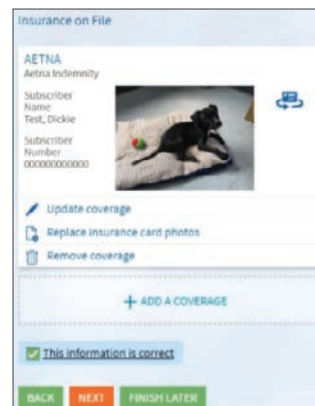 Insurance on File
AETNA
Aetna Indemnity
Subscriber
Name
Test, Dickie
Subscriber
Number
000000000000
Update coverage
Replace insurance card photos
Remove coverage
+ ADD A COVERAGE
This information is correct
BACK
NEXT
FINISH LATER